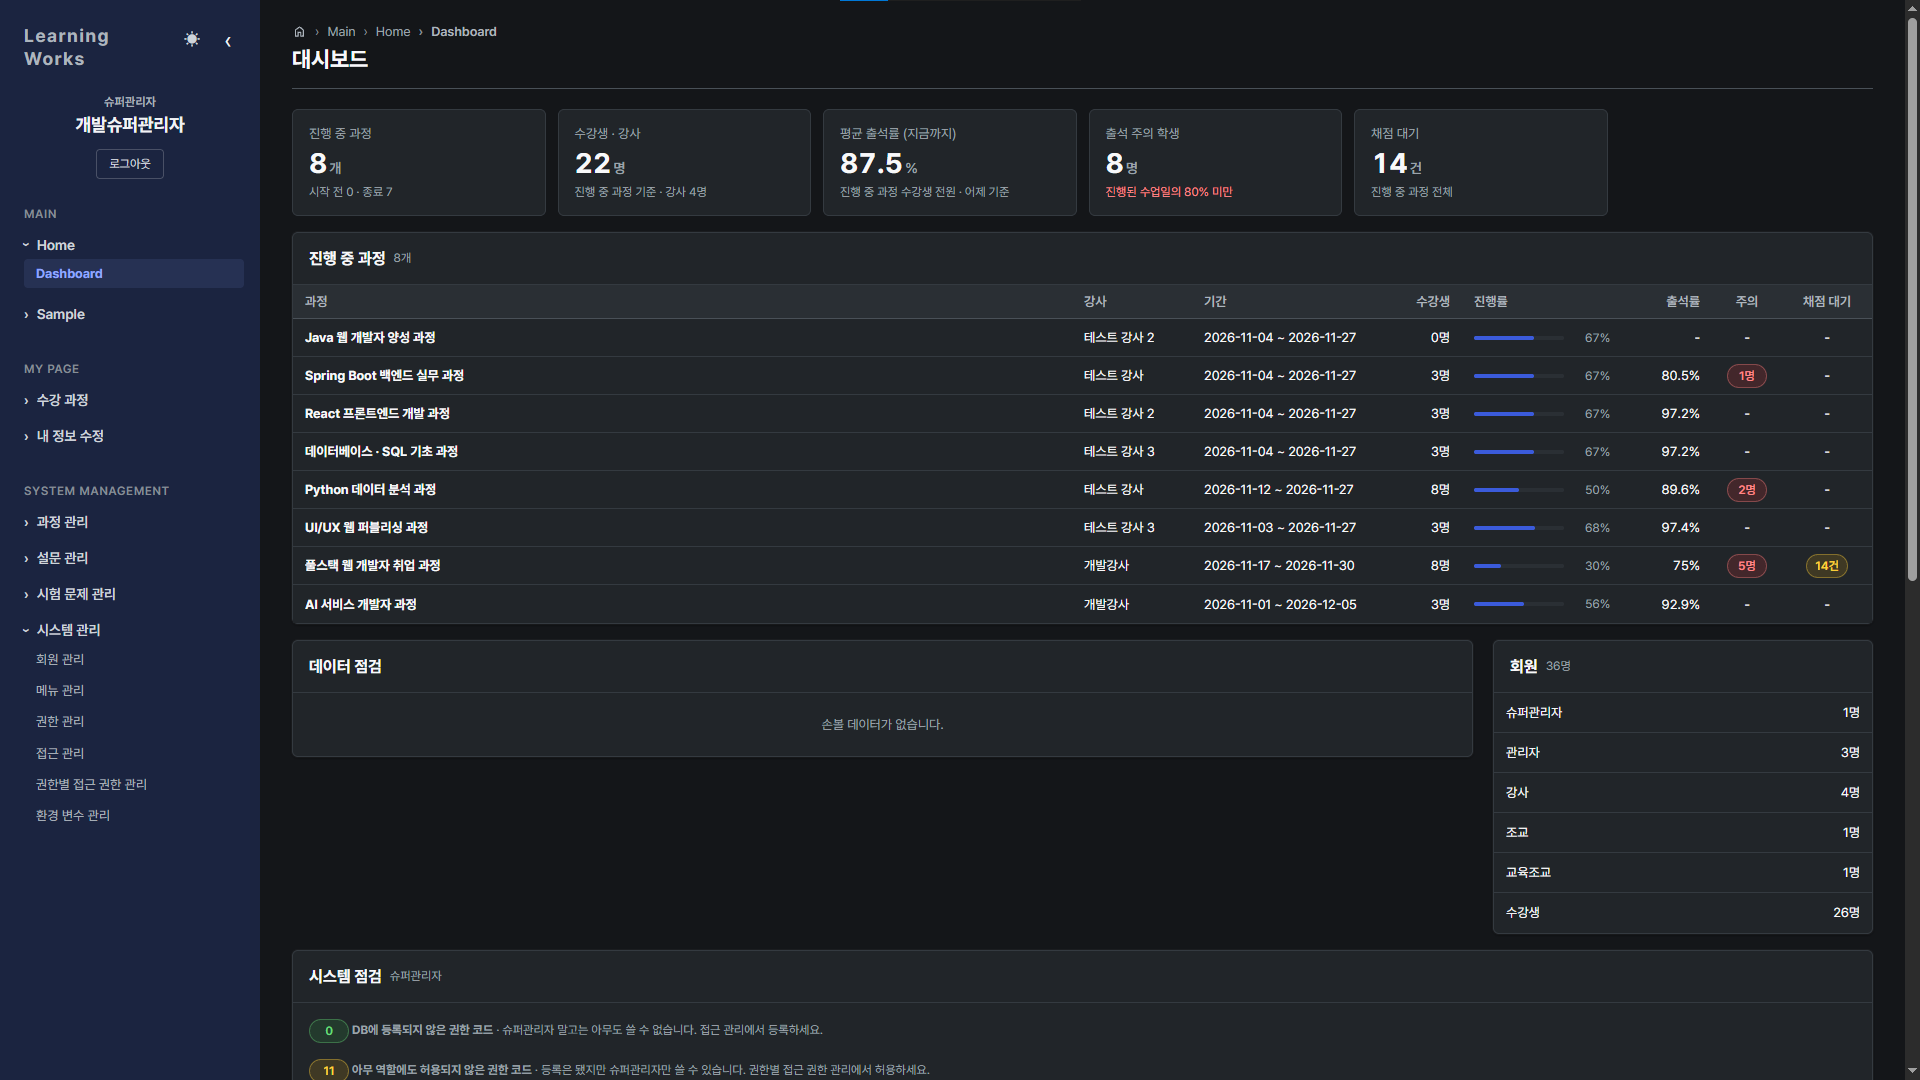 Learning
Works
슈퍼관리자
개발슈퍼관리자
로그아웃
MAIN
Home
Dashboard
Sample
MY PAGE
수강 과정
내 정보 수정
SYSTEM MANAGEMENT
과정 관리
설문 관리
시험 문제 관리
시스템 관리
회원 관리
메뉴 관리
권한 관리
접근 관리
권한별 접근 권한 관리
환경 변수 관리
› Main › Home › Dashboard
대시보드
진행 중 과정
8개
시작 전 0 · 종료 7
수강생 · 강사
22명
진행 중 과정 기준 · 강사 4명
평균 출석률 (지금까지)
87.5%
진행 중 과정 수강생 전원 · 어제 기준
출석 주의 학생
8명
진행된 수업일의 80% 미만
채점 대기
14건
진행 중 과정 전체
진행 중 과정 8개
과정 강사 기간 수강생 진행률 출석률 주의 채점 대기
Java 웹 개발자 양성 과정 테스트 강사 2 2026-11-04 ~ 2026-11-27 0명 67% - - -
Spring Boot 백엔드 실무 과정 테스트 강사 2026-11-04 ~ 2026-11-27 3명 67% 80.5% 1명 -
React 프론트엔드 개발 과정 테스트 강사 2 2026-11-04 ~ 2026-11-27 3명 67% 97.2% - -
데이터베이스 · SQL 기초 과정 테스트 강사 3 2026-11-04 ~ 2026-11-27 3명 67% 97.2% - -
Python 데이터 분석 과정 테스트 강사 2026-11-12 ~ 2026-11-27 8명 50% 89.6% 2명 -
UI/UX 웹 퍼블리싱 과정 테스트 강사 3 2026-11-03 ~ 2026-11-27 3명 68% 97.4% - -
풀스택 웹 개발자 취업 과정 개발강사 2026-11-17 ~ 2026-11-30 8명 30% 75% 5명 14건
AI 서비스 개발자 과정 개발강사 2026-11-01 ~ 2026-12-05 3명 56% 92.9% - -
데이터 점검
손볼 데이터가 없습니다.
회원 36명
슈퍼관리자 1명
관리자 3명
강사 4명
조교 1명
교육조교 1명
수강생 26명
시스템 점검 슈퍼관리자
0 DB에 등록되지 않은 권한 코드 · 슈퍼관리자 말고는 아무도 쓸 수 없습니다. 접근 관리에서 등록하세요.
11 아무 역할에도 허용되지 않은 권한 코드 · 등록은 됐지만 슈퍼관리자만 쓸 수 있습니다. 권한별 접근 권한 관리에서 허용하세요.